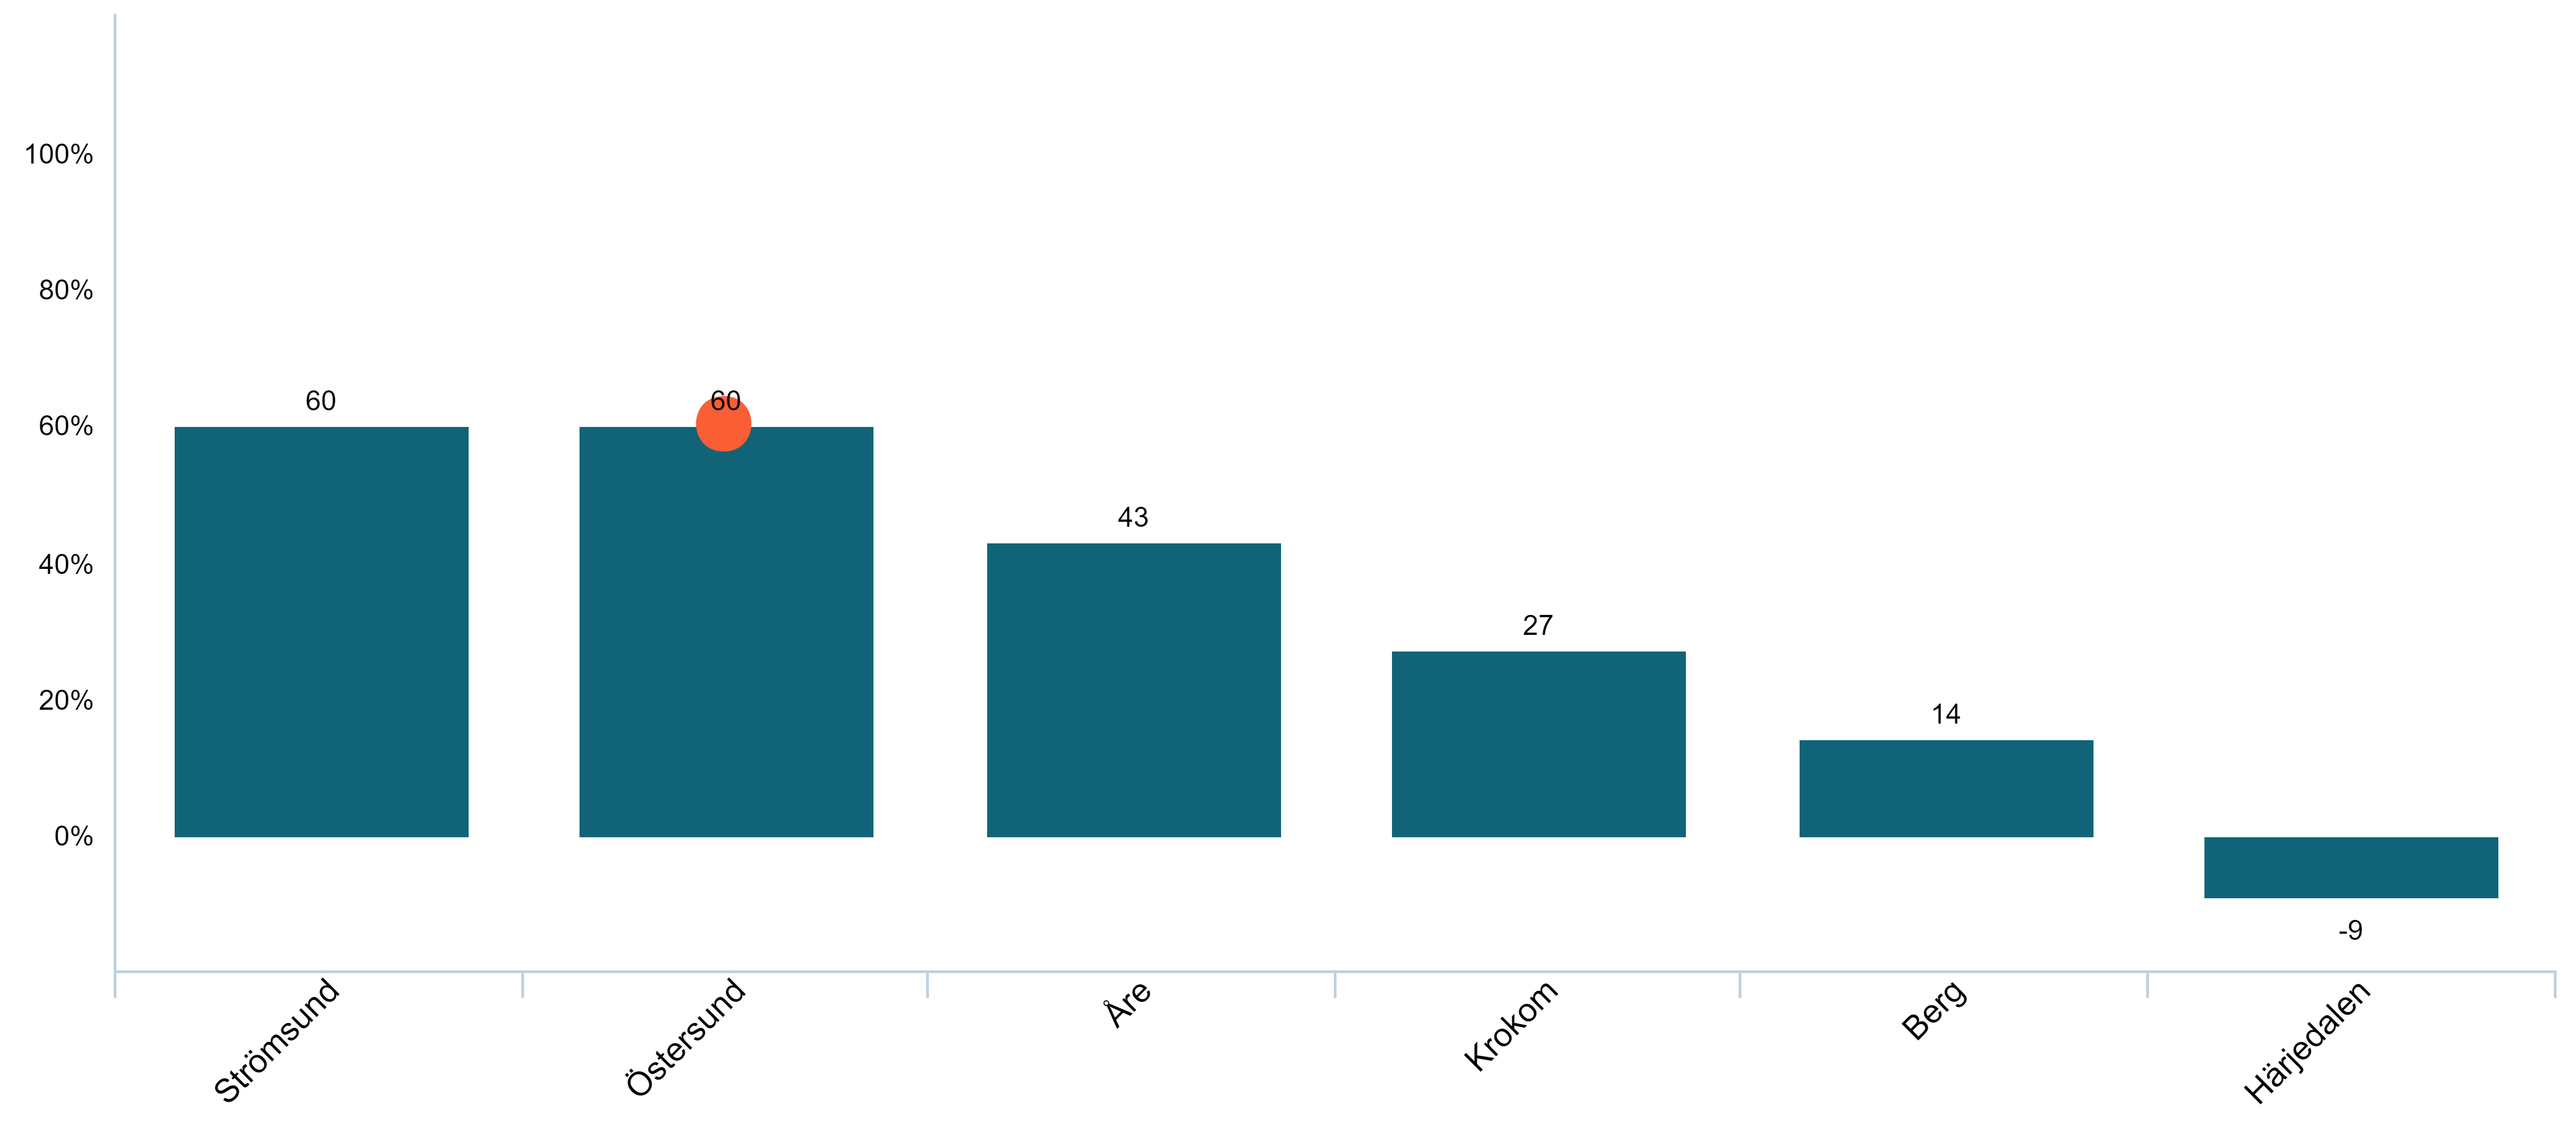 100%
80%
60%
40%
20%
0%
60
60
43
27
14
-9
Strömsund
Östersund
Åre
Krokom
Berg
Härjedalen